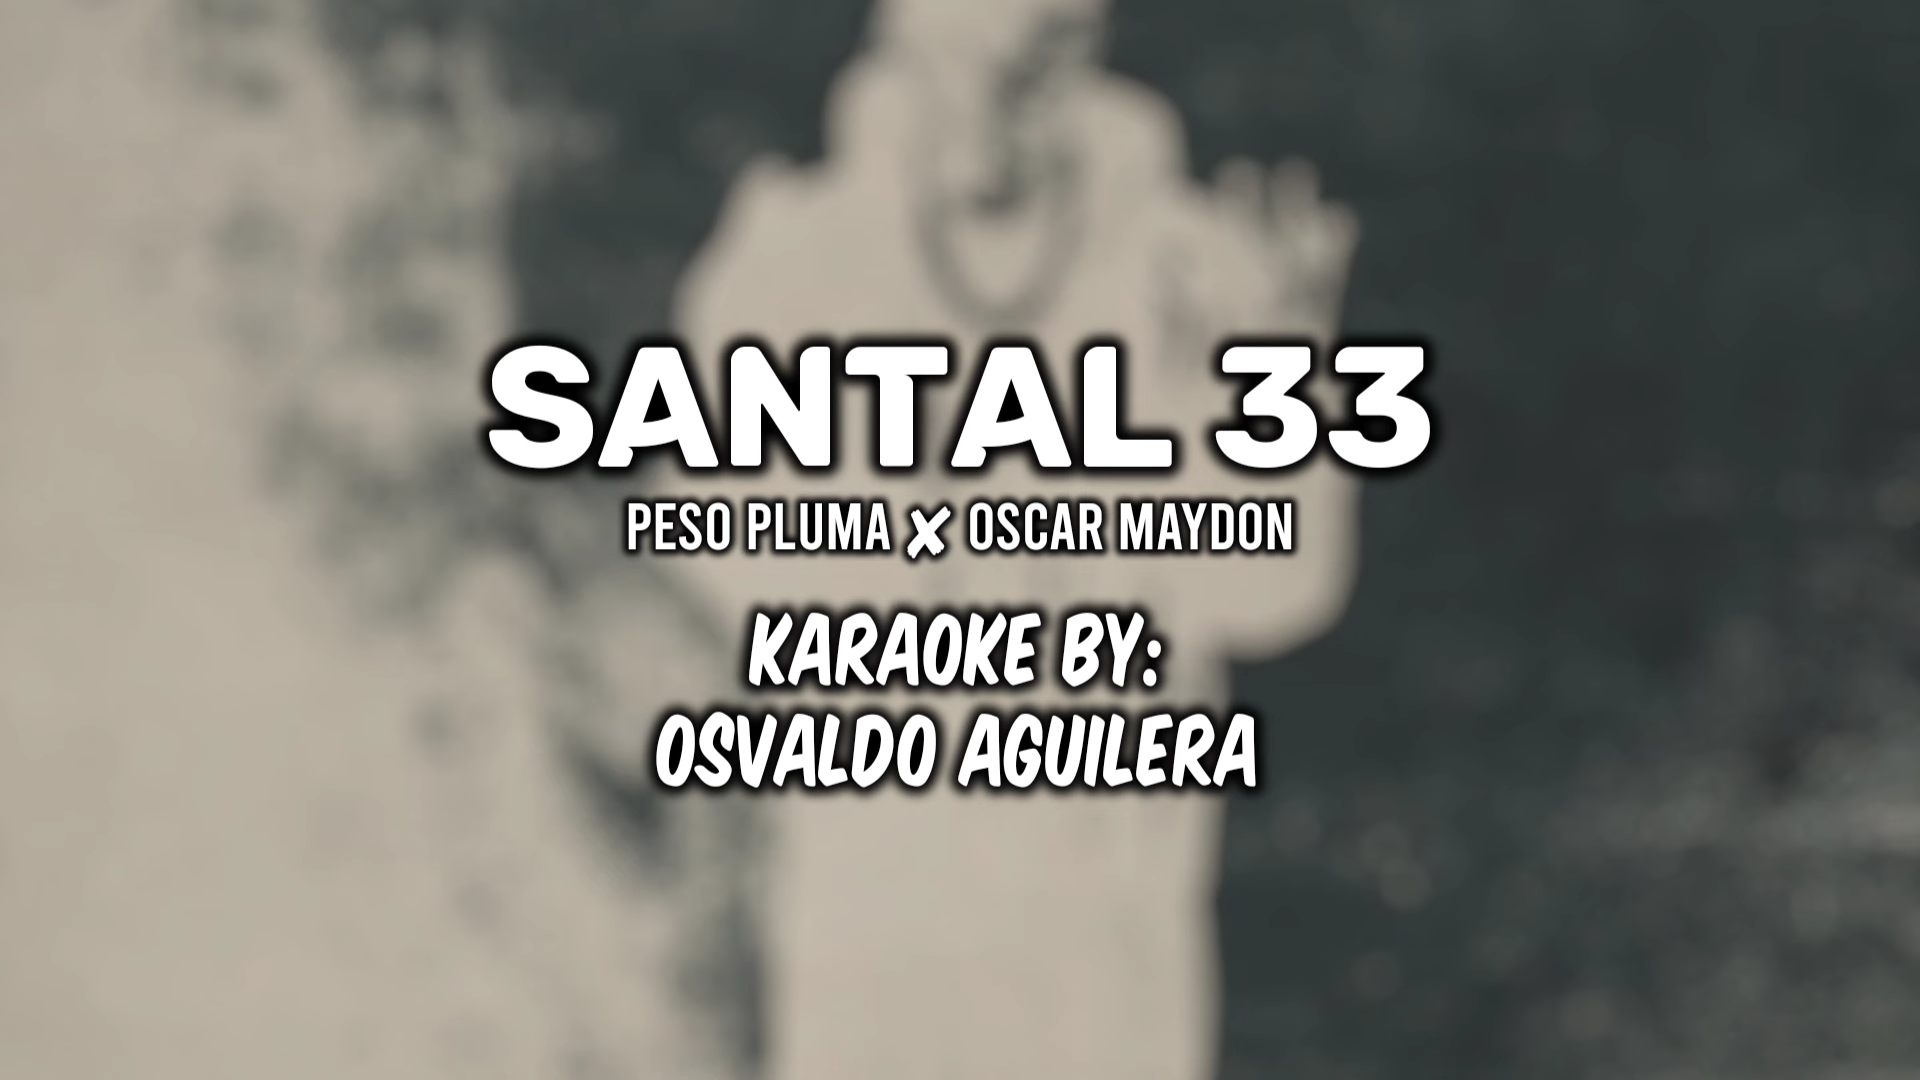 SANTAL 33
PESO PLUMA ✘ OSCAR MAYDON
KARAOKE BY:
OSVALDO AGUILERA